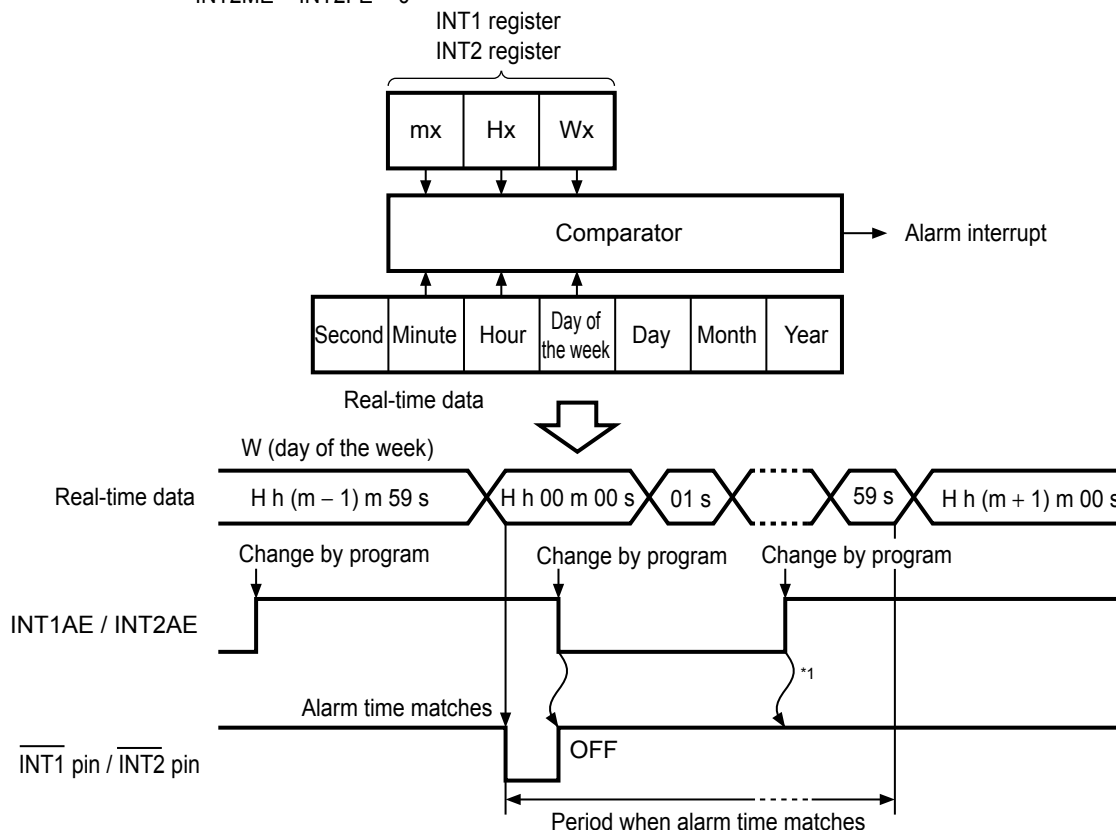 INT1 register
INT2 register
mx Hx Wx
Comparator
Alarm interrupt
Second Minute Hour Day of the week Day Month Year
Real-time data
W (day of the week)
Real-time data
H h (m − 1) m 59 s H h 00 m 00 s 01 s 59 s H h (m + 1) m 00 s
Change by program Change by program Change by program
INT1AE / INT2AE
*1
Alarm time matches
OFF
INT1 pin / INT2 pin
Period when alarm time matches